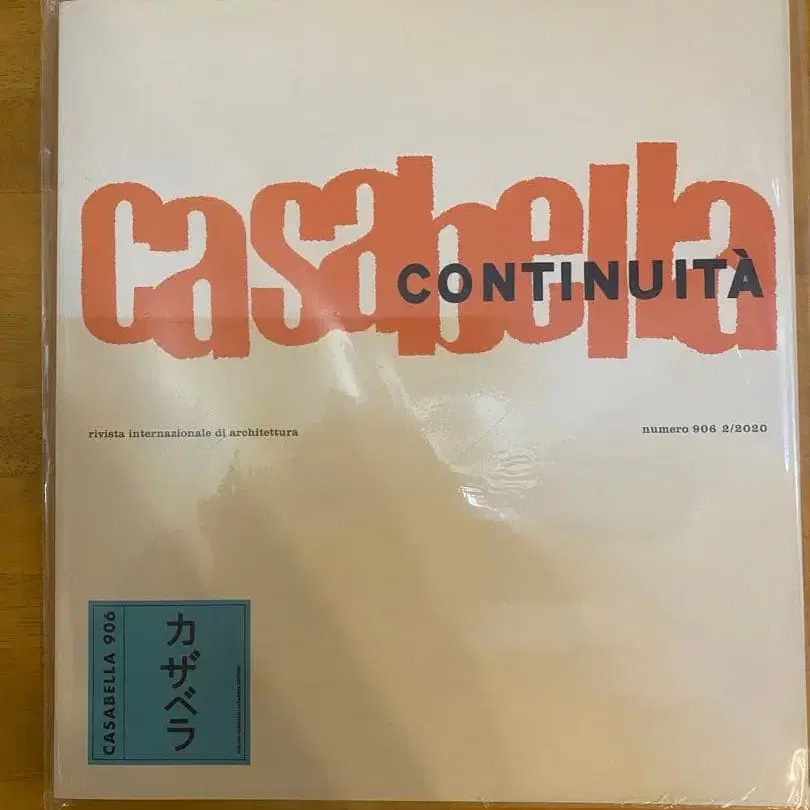 casabella
CONTINUITÀ
rivista internazionale di architettura
numero 906 2/2020
CASABELLA 906
カザベラ